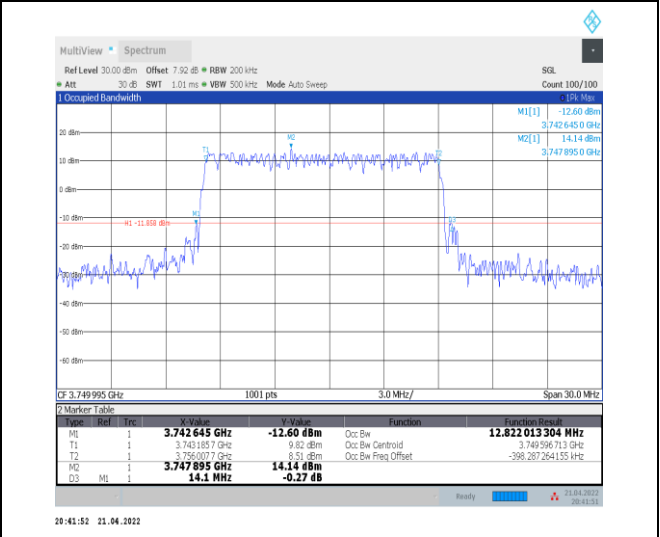 MultiView Spectrum
Ref Level 30.00 dBm Offset 7.92 dB RBW 200 kHz SGL
Att 30 dB SWT 1.01 ms VBW 500 kHz Mode Auto Sweep Count 100/100
1 Occupied Bandwidth 1Pk Max
M1[1] -12.60 dBm
3.742 645 0 GHz
M2[1] 14.14 dBm
3.747 895 0 GHz
20 dBm
M2
T1
T2
10 dBm
0 dBm
-10 dBm
M1
H1 -11.858 dBm
D3
-20 dBm
-30 dBm
-40 dBm
-50 dBm
-60 dBm
CF 3.749 995 GHz 1001 pts 3.0 MHz/ Span 30.0 MHz
2 Marker Table
Type Ref Trc X-Value Y-Value Function Function Result
M1 1 3.742 645 GHz -12.60 dBm Occ Bw 12.822 013 304 MHz
T1 1 3.743 185 7 GHz 9.82 dBm Occ Bw Centroid 3.749 596 713 GHz
T2 1 3.756 007 7 GHz 8.51 dBm Occ Bw Freq Offset -398.287 264 155 kHz
M2 1 3.747 895 GHz 14.14 dBm
D3 M1 1 14.1 MHz -0.27 dB
Ready 21.04.2022
20:41:51
20:41:52 21.04.2022